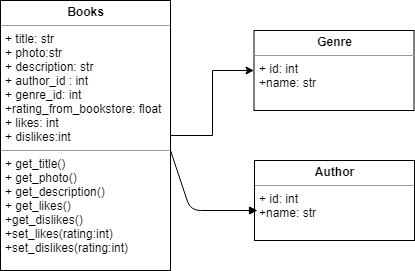 Books
+ title: str
+ photo:str
+ description: str
+ author_id : int
+ genre_id: int
+rating_from_bookstore: float
+ likes: int
+ dislikes:int
+ get_title()
+ get_photo()
+ get_description()
+ get_likes()
+get_dislikes()
+set_likes(rating:int)
+set_dislikes(rating:int)
Genre
+ id: int
+name: str
Author
+ id: int
+name: str